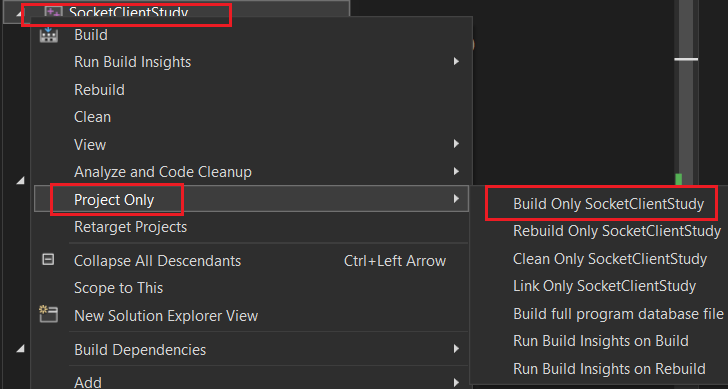 SocketClientStudy
Build
Run Build Insights
Rebuild
Clean
View
Analyze and Code Cleanup
Project Only
Retarget Projects
Collapse All Descendants Ctrl+Left Arrow
Scope to This
New Solution Explorer View
Build Dependencies
Add
Build Only SocketClientStudy
Rebuild Only SocketClientStudy
Clean Only SocketClientStudy
Link Only SocketClientStudy
Build full program database file
Run Build Insights on Build
Run Build Insights on Rebuild